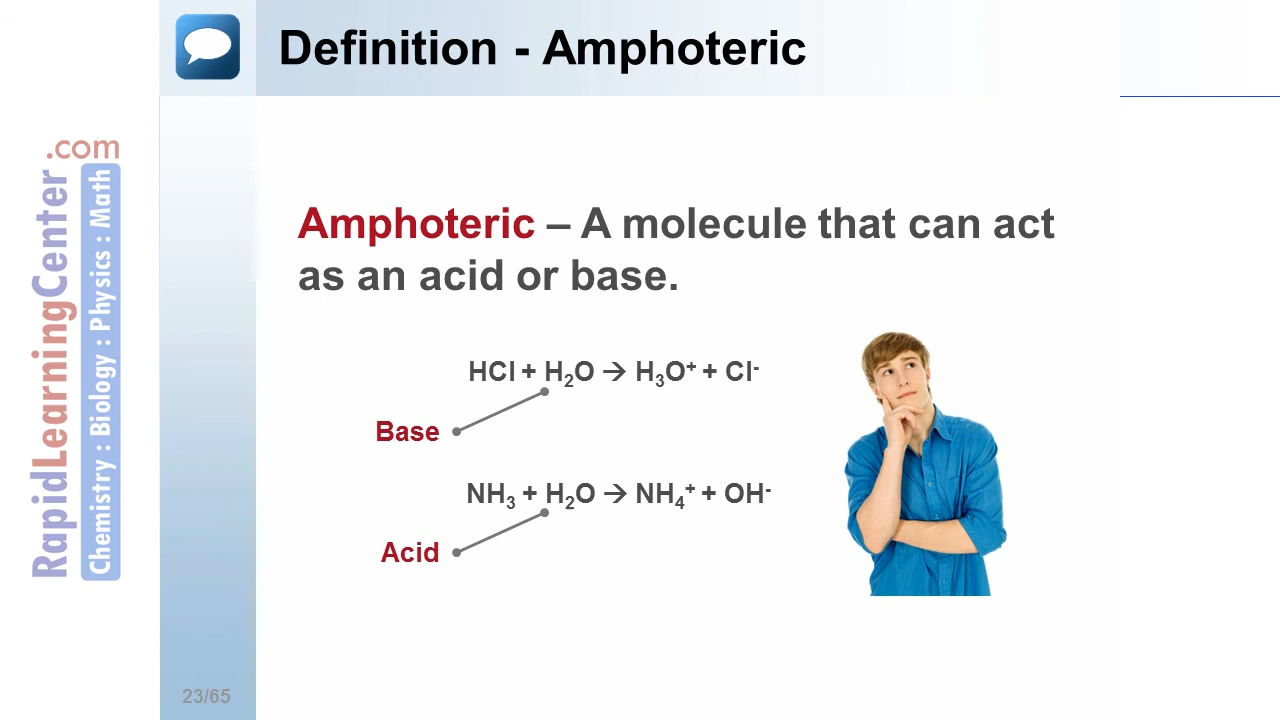 Definition - Amphoteric
RapidLearningCenter.com
Chemistry : Biology : Physics : Math
Amphoteric – A molecule that can act
as an acid or base.
HCl + H₂O → H₃O⁺ + Cl⁻
Base
NH₃ + H₂O → NH₄⁺ + OH⁻
Acid
23/65